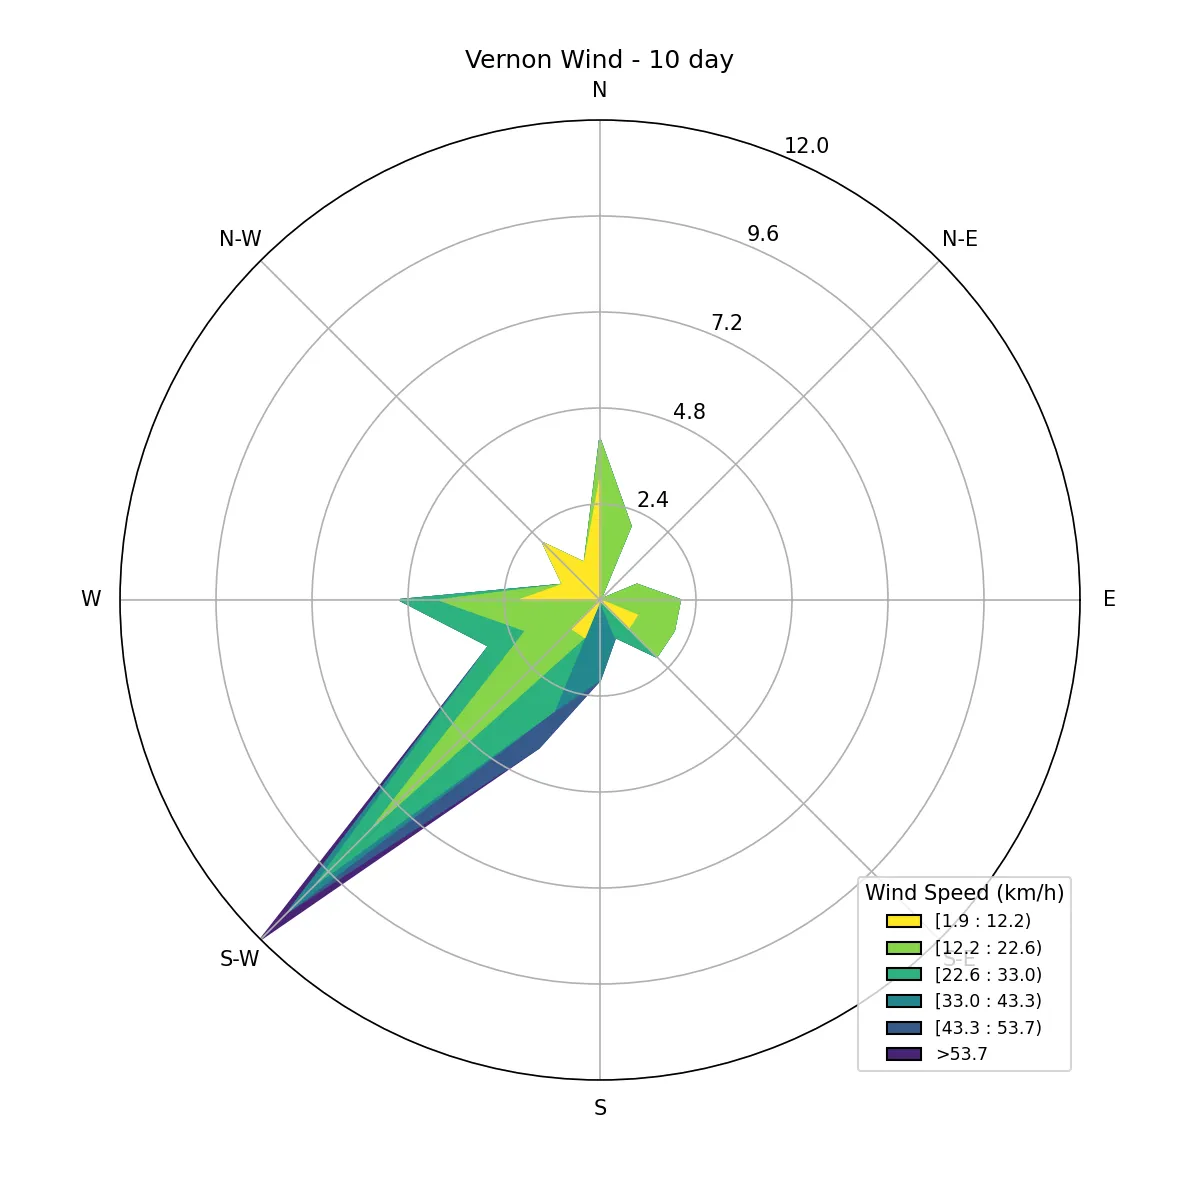 Vernon Wind - 10 day
N
12.0
N-W
9.6
N-E
7.2
4.8
2.4
W
E
S-W
S-E
S
Wind Speed (km/h)
[1.9 : 12.2)
[12.2 : 22.6)
[22.6 : 33.0)
[33.0 : 43.3)
[43.3 : 53.7)
>53.7